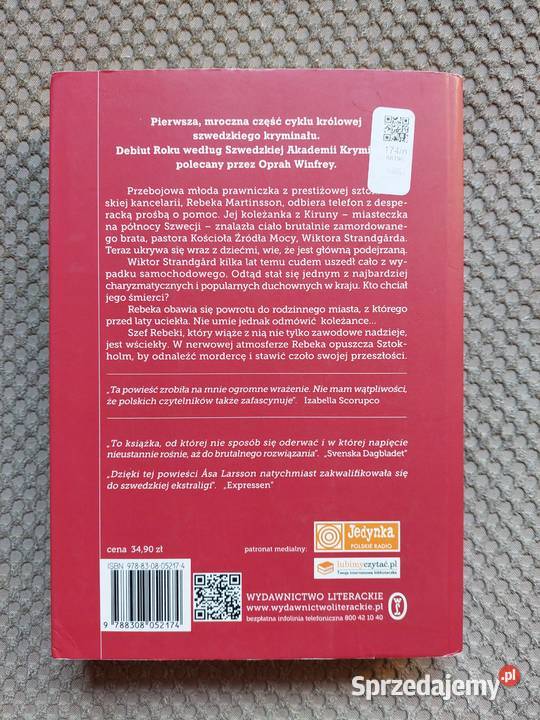 Pierwsza, mroczna część cyklu królowej
szwedzkiego kryminału.
Debiut Roku według Szwedzkiej Akademii Krymi
polecany przez Oprah Winfrey.
Przebojowa młoda prawniczka z prestiżowej sztok
skiej kancelarii, Rebeka Martinsson, odbiera telefon z despe-
racką prośbą o pomoc. Jej koleżanka z Kiruny – miasteczka
na północy Szwecji – znalazła ciało brutalnie zamordowane-
go brata, pastora Kościoła Źródła Mocy, Wiktora Strandgårda.
Teraz ukrywa się wraz z dziećmi, wie, że jest główną podejrzaną.
Wiktor Strandgård kilka lat temu cudem uszedł cało z wy-
padku samochodowego. Odtąd stał się jednym z najbardziej
charyzmatycznych i popularnych duchownych w kraju. Kto chciał
jego śmierci?
Rebeka obawia się powrotu do rodzinnego miasta, z którego
przed laty uciekła. Nie umie jednak odmówić koleżance...
Szef Rebeki, który wiąże z nią nie tylko zawodowe nadzieje,
jest wściekły. W nerwowej atmosferze Rebeka opuszcza Sztok-
holm, by odnaleźć mordercę i stawić czoło swojej przeszłości.
„Ta powieść zrobiła na mnie ogromne wrażenie. Nie mam wątpliwości,
że polskich czytelników także zafascynuje”. Izabella Scorupco
„To książka, od której nie sposób się oderwać i w której napięcie
nieustannie rośnie, aż do brutalnego rozwiązania”. „Svenska Dagbladet”
„Dzięki tej powieści Åsa Larsson natychmiast zakwalifikowała się
do szwedzkiej ekstraligi”. „Expressen”
cena 34,90 zł
patronat medialny:
Jedynka
POLSKIE RADIO
lubimyczytać.pl
Twoja internetowa biblioteczka
ISBN 978-83-08-05217-4
9 788308 052174
WYDAWNICTWO LITERACKIE
www.wydawnictwoliterackie.pl
bezpłatna infolinia telefoniczna 800 42 10 40
Sprzedajemy.pl